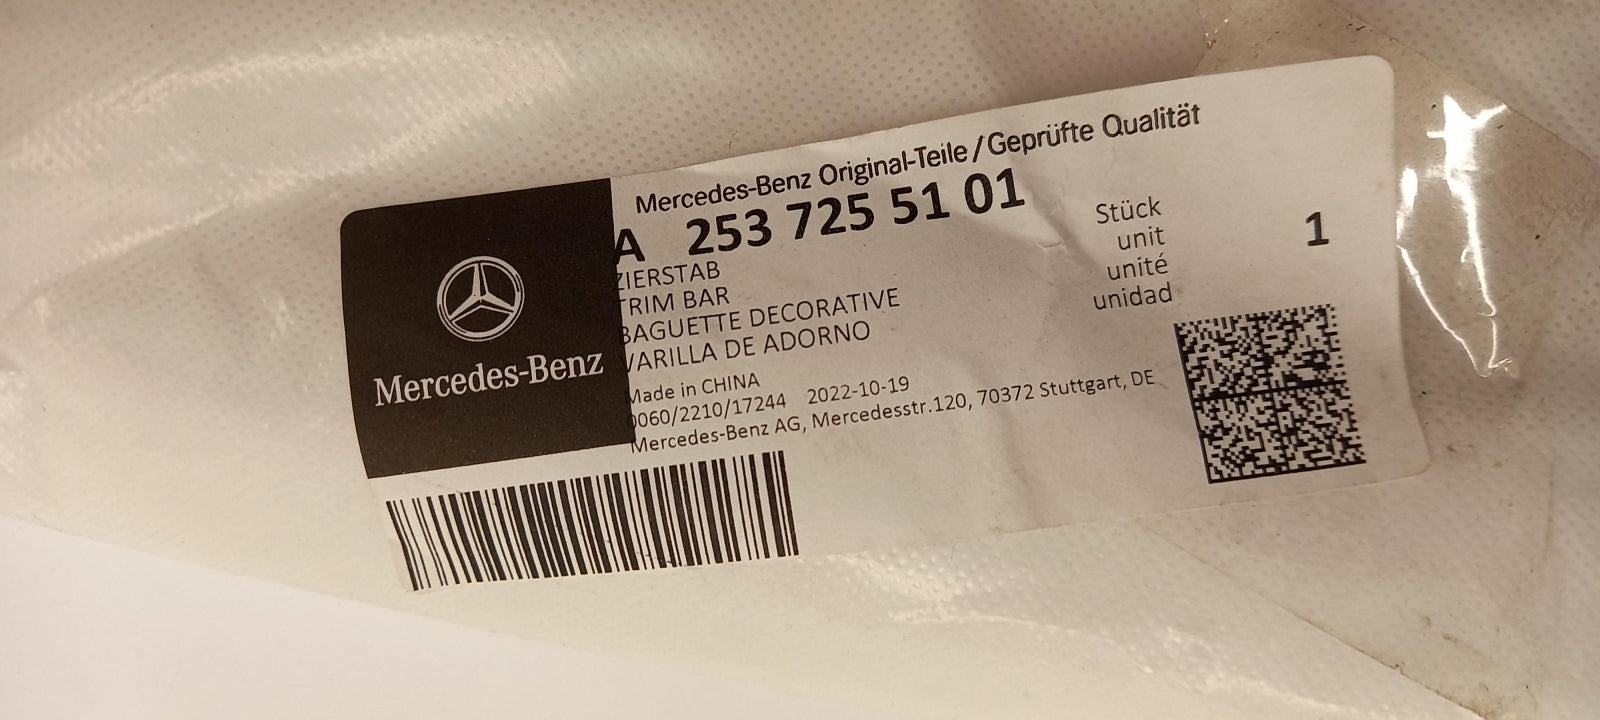 Mercedes-Benz
Mercedes-Benz Original-Teile / Geprüfte Qualität
A 253 725 51 01
ZIERSTAB
TRIM BAR
BAGUETTE DECORATIVE
VARILLA DE ADORNO
Stück
unit
unité
unidad
1
Made in CHINA
0060/2210/17244 2022-10-19
Mercedes-Benz AG, Mercedesstr.120, 70372 Stuttgart, DE